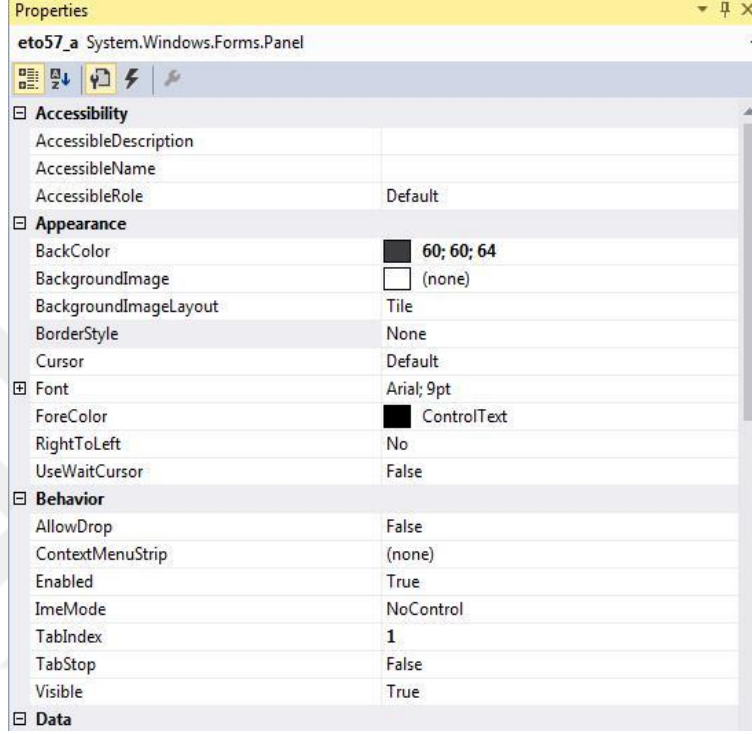 Properties
eto57_a System.Windows.Forms.Panel
Accessibility
AccessibleDescription
AccessibleName
AccessibleRole Default
Appearance
BackColor 60; 60; 64
BackgroundImage (none)
BackgroundImageLayout Tile
BorderStyle None
Cursor Default
Font Arial; 9pt
ForeColor ControlText
RightToLeft No
UseWaitCursor False
Behavior
AllowDrop False
ContextMenuStrip (none)
Enabled True
ImeMode NoControl
TabIndex 1
TabStop False
Visible True
Data